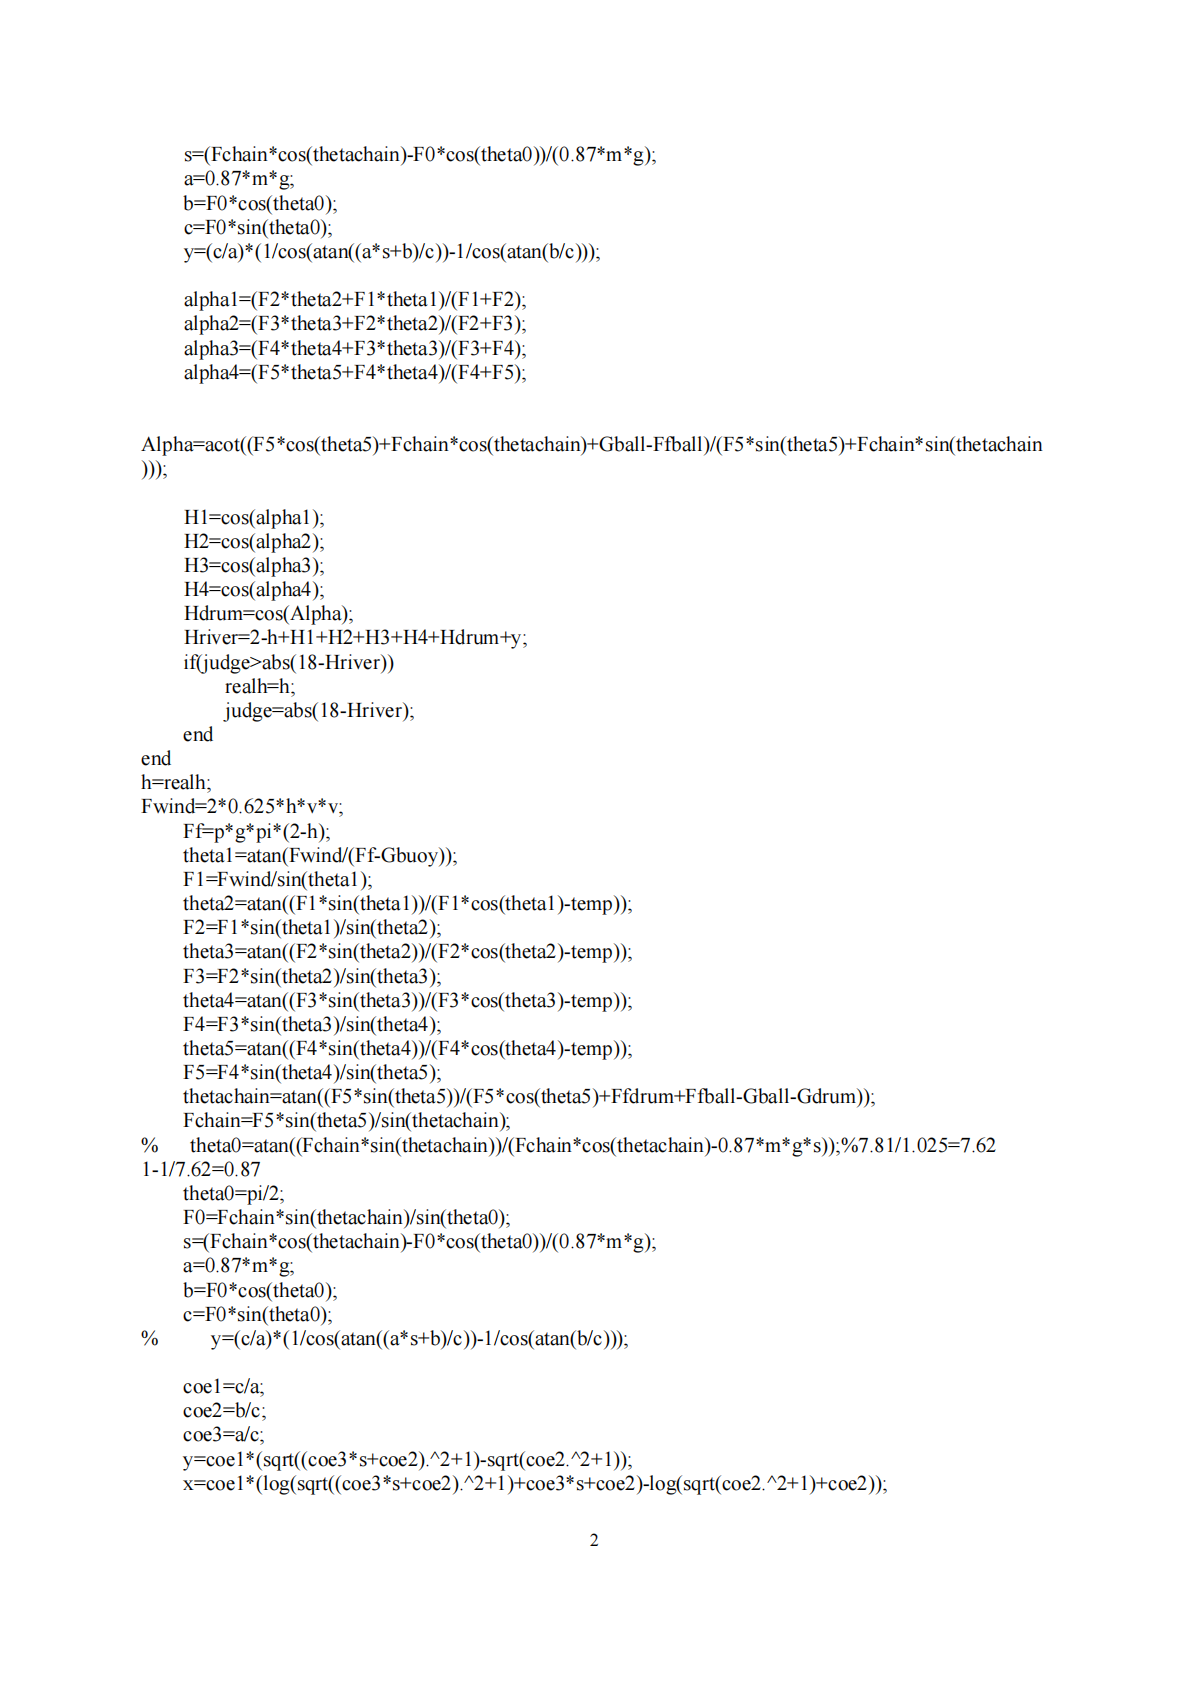 s=(Fchain*cos(thetachain)-F0*cos(theta0))/(0.87*m*g);
a=0.87*m*g;
b=F0*cos(theta0);
c=F0*sin(theta0);
y=(c/a)*(1/cos(atan((a*s+b)/c))-1/cos(atan(b/c)));
alpha1=(F2*theta2+F1*theta1)/(F1+F2);
alpha2=(F3*theta3+F2*theta2)/(F2+F3);
alpha3=(F4*theta4+F3*theta3)/(F3+F4);
alpha4=(F5*theta5+F4*theta4)/(F4+F5);
Alpha=acot((F5*cos(theta5)+Fchain*cos(thetachain)+Gball-Ffball)/(F5*sin(theta5)+Fchain*sin(thetachain
)));
H1=cos(alpha1);
H2=cos(alpha2);
H3=cos(alpha3);
H4=cos(alpha4);
Hdrum=cos(Alpha);
Hriver=2-h+H1+H2+H3+H4+Hdrum+y;
if(judge>abs(18-Hriver))
realh=h;
judge=abs(18-Hriver);
end
end
h=realh;
Fwind=2*0.625*h*v*v;
Ff=p*g*pi*(2-h);
theta1=atan(Fwind/(Ff-Gbuoy));
F1=Fwind/sin(theta1);
theta2=atan((F1*sin(theta1))/(F1*cos(theta1)-temp));
F2=F1*sin(theta1)/sin(theta2);
theta3=atan((F2*sin(theta2))/(F2*cos(theta2)-temp));
F3=F2*sin(theta2)/sin(theta3);
theta4=atan((F3*sin(theta3))/(F3*cos(theta3)-temp));
F4=F3*sin(theta3)/sin(theta4);
theta5=atan((F4*sin(theta4))/(F4*cos(theta4)-temp));
F5=F4*sin(theta4)/sin(theta5);
thetachain=atan((F5*sin(theta5))/(F5*cos(theta5)+Ffdrum+Ffball-Gball-Gdrum));
Fchain=F5*sin(theta5)/sin(thetachain);
% theta0=atan((Fchain*sin(thetachain))/(Fchain*cos(thetachain)-0.87*m*g*s));%7.81/1.025=7.62
1-1/7.62=0.87
theta0=pi/2;
F0=Fchain*sin(thetachain)/sin(theta0);
s=(Fchain*cos(thetachain)-F0*cos(theta0))/(0.87*m*g);
a=0.87*m*g;
b=F0*cos(theta0);
c=F0*sin(theta0);
% y=(c/a)*(1/cos(atan((a*s+b)/c))-1/cos(atan(b/c)));
coe1=c/a;
coe2=b/c;
coe3=a/c;
y=coe1*(sqrt((coe3*s+coe2).^2+1)-sqrt(coe2.^2+1));
x=coe1*(log(sqrt((coe3*s+coe2).^2+1)+coe3*s+coe2)-log(sqrt(coe2.^2+1)+coe2));
2